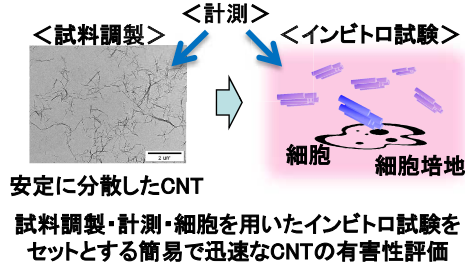 ＜計測＞
＜試料調製＞
＜インビトロ試験＞
2 um
細胞
細胞培地
安定に分散したCNT
試料調製・計測・細胞を用いたインビトロ試験を
セットとする簡易で迅速なCNTの有害性評価